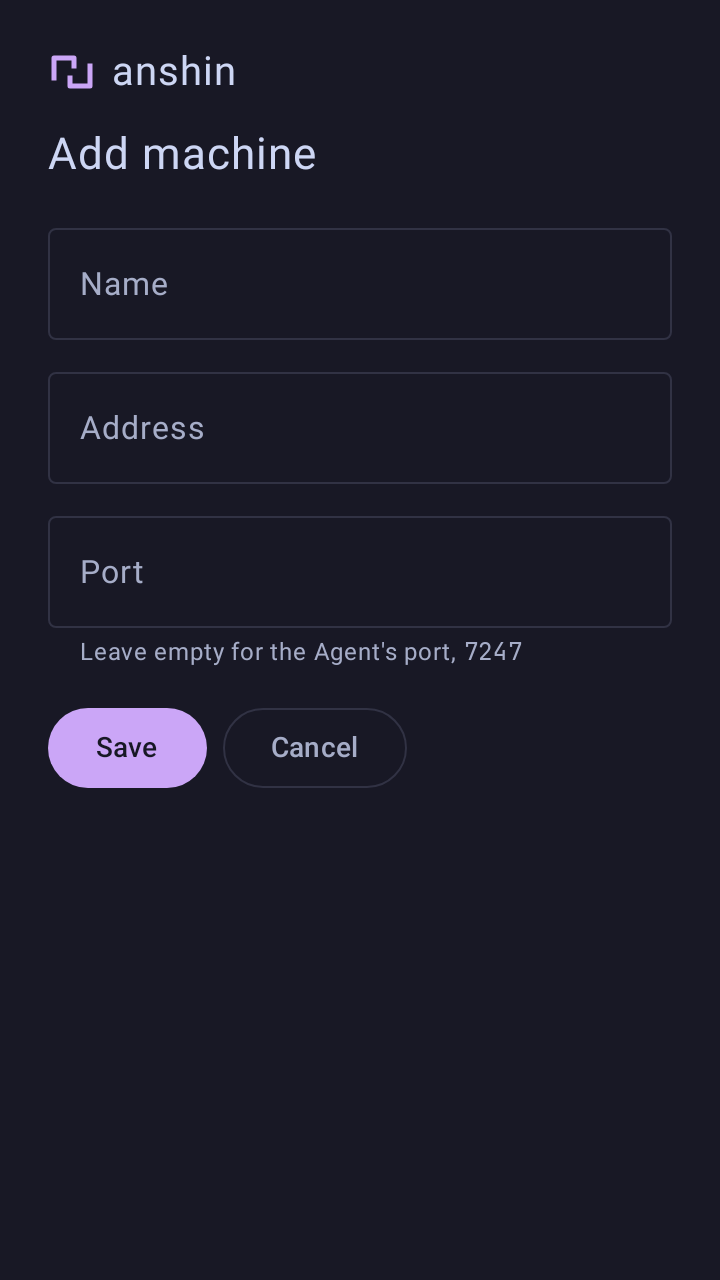 anshin
Add machine
Name
Address
Port
Leave empty for the Agent's port, 7247
Save
Cancel